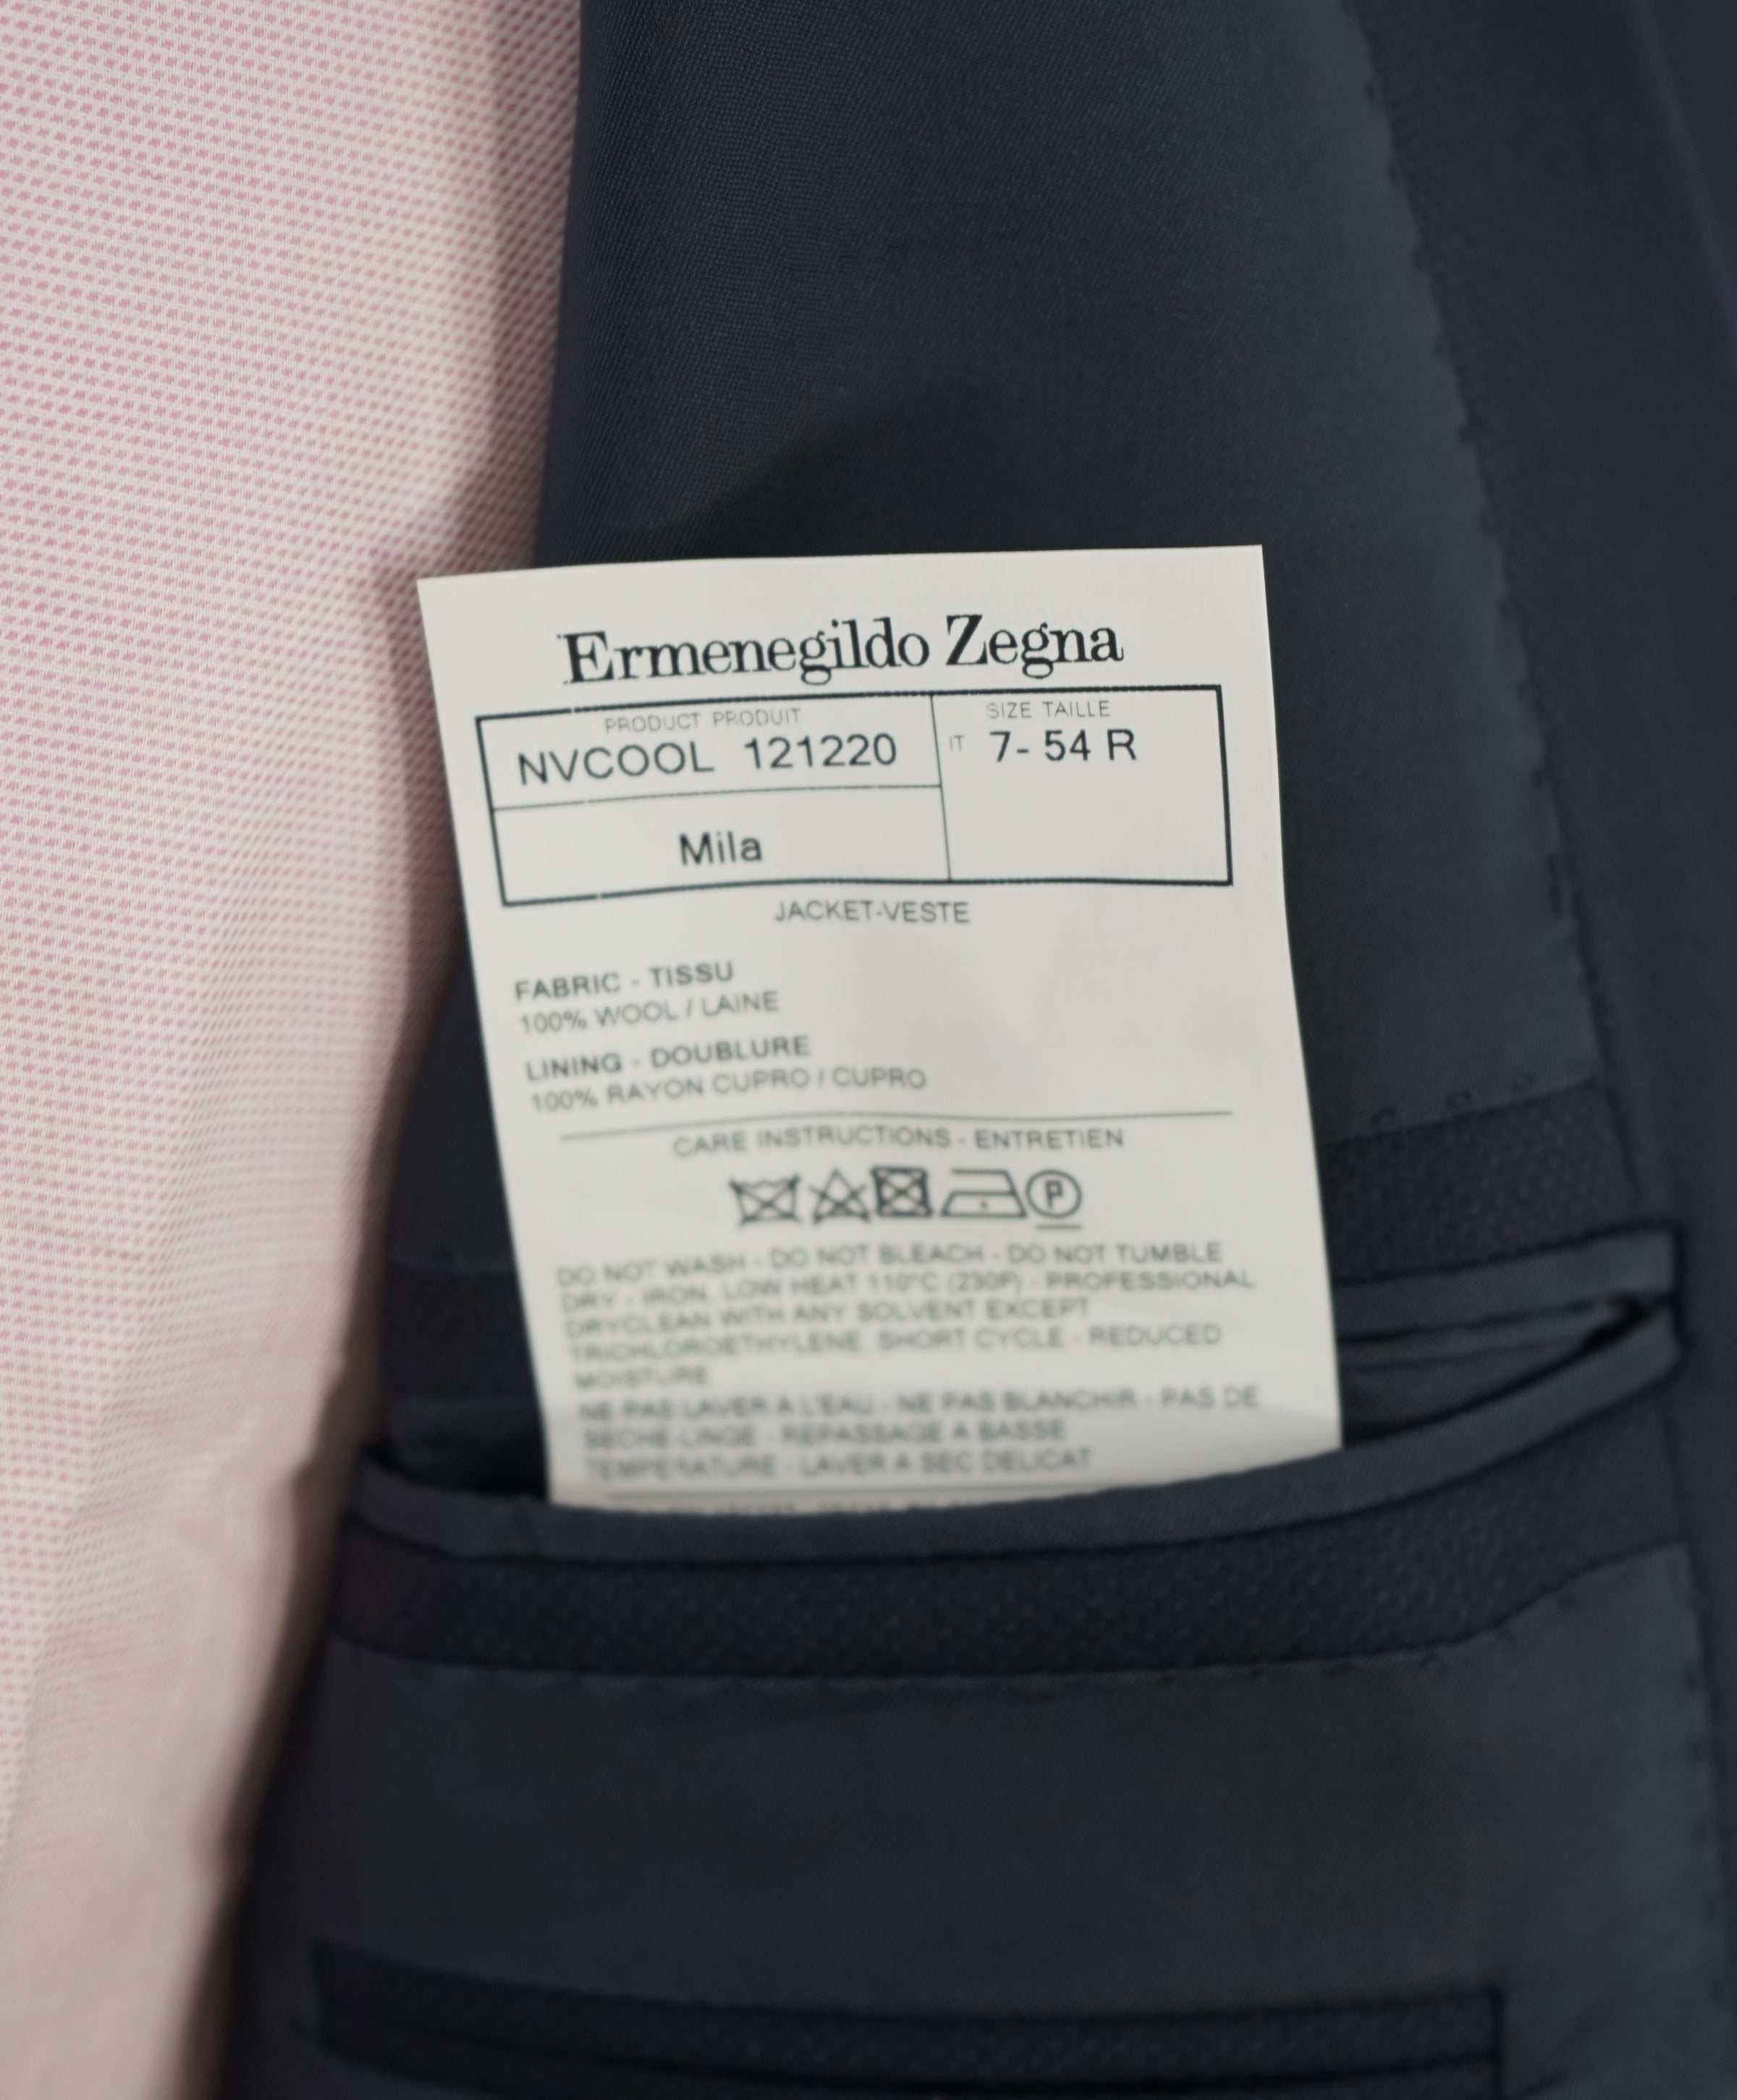 Ermenegildo Zegna
PRODUCT PRODUIT
NVCOOL 121220
SIZE TAILLE
IT 7- 54 R
Mila
JACKET-VESTE
FABRIC - TISSU
100% WOOL / LAINE
LINING - DOUBLURE
100% RAYON CUPRO / CUPRO
CARE INSTRUCTIONS - ENTRETIEN
P
DO NOT WASH - DO NOT BLEACH - DO NOT TUMBLE
DRY - IRON, LOW HEAT 110°C (230F) - PROFESSIONAL
DRYCLEAN WITH ANY SOLVENT EXCEPT
TRICHLOROETHYLENE, SHORT CYCLE - REDUCED
MOISTURE
NE PAS LAVER A L'EAU - NE PAS BLANCHIR - PAS DE
SECHE-LINGE - REPASSAGE A BASSE
TEMPERATURE - LAVER A SEC DELICAT